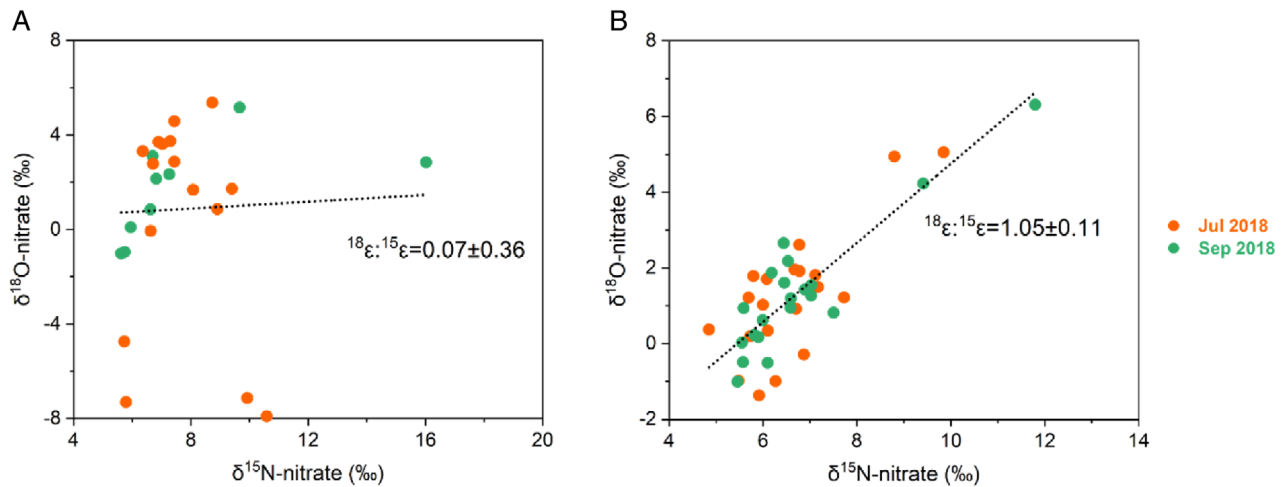 A
δ18O-nitrate (‰)
8
4
0
-4
-8
18ε:15ε=0.07±0.36
4
8
12
16
20
δ15N-nitrate (‰)
B
δ18O-nitrate (‰)
8
6
4
2
0
-2
18ε:15ε=1.05±0.11
4
6
8
10
12
14
δ15N-nitrate (‰)
Jul 2018
Sep 2018